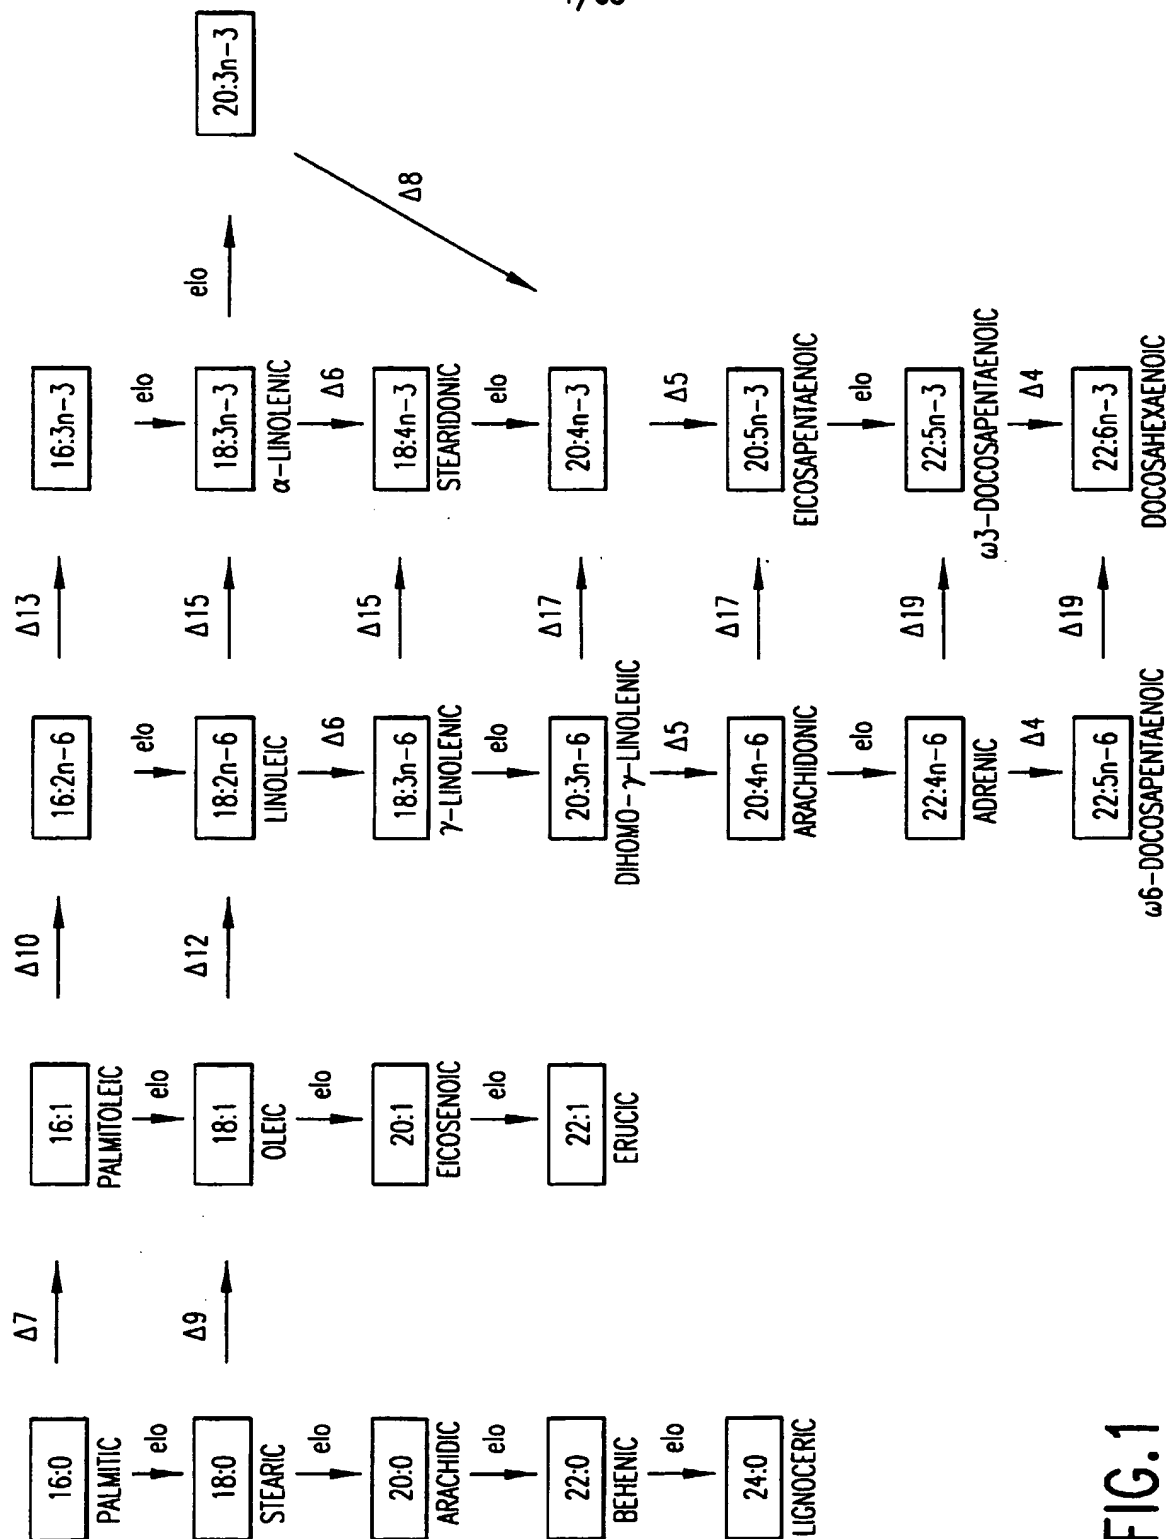 Δ7
Δ10
Δ13
16:0
16:1
16:2n-6
16:3n-3
PALMITIC
PALMITOLEIC
elo
elo
elo
elo
Δ9
Δ12
Δ15
elo
18:0
18:1
18:2n-6
18:3n-3
20:3n-3
STEARIC
OLEIC
LINOLEIC
α-LINOLENIC
elo
elo
Δ6
Δ6
Δ15
Δ8
20:0
20:1
18:3n-6
18:4n-3
ARACHIDIC
EICOSENOIC
γ-LINOLENIC
STEARIDONIC
elo
elo
elo
elo
Δ17
22:0
22:1
20:3n-6
20:4n-3
BEHENIC
ERUCIC
DIHOMO-γ-LINOLENIC
elo
Δ5
Δ5
Δ17
24:0
20:4n-6
20:5n-3
LIGNOCERIC
ARACHIDONIC
EICOSAPENTAENOIC
elo
elo
Δ19
22:4n-6
22:5n-3
ADRENIC
ω3-DOCOSAPENTAENOIC
Δ4
Δ4
Δ19
22:5n-6
22:6n-3
ω6-DOCOSAPENTAENOIC
DOCOSAHEXAENOIC
FIG.1